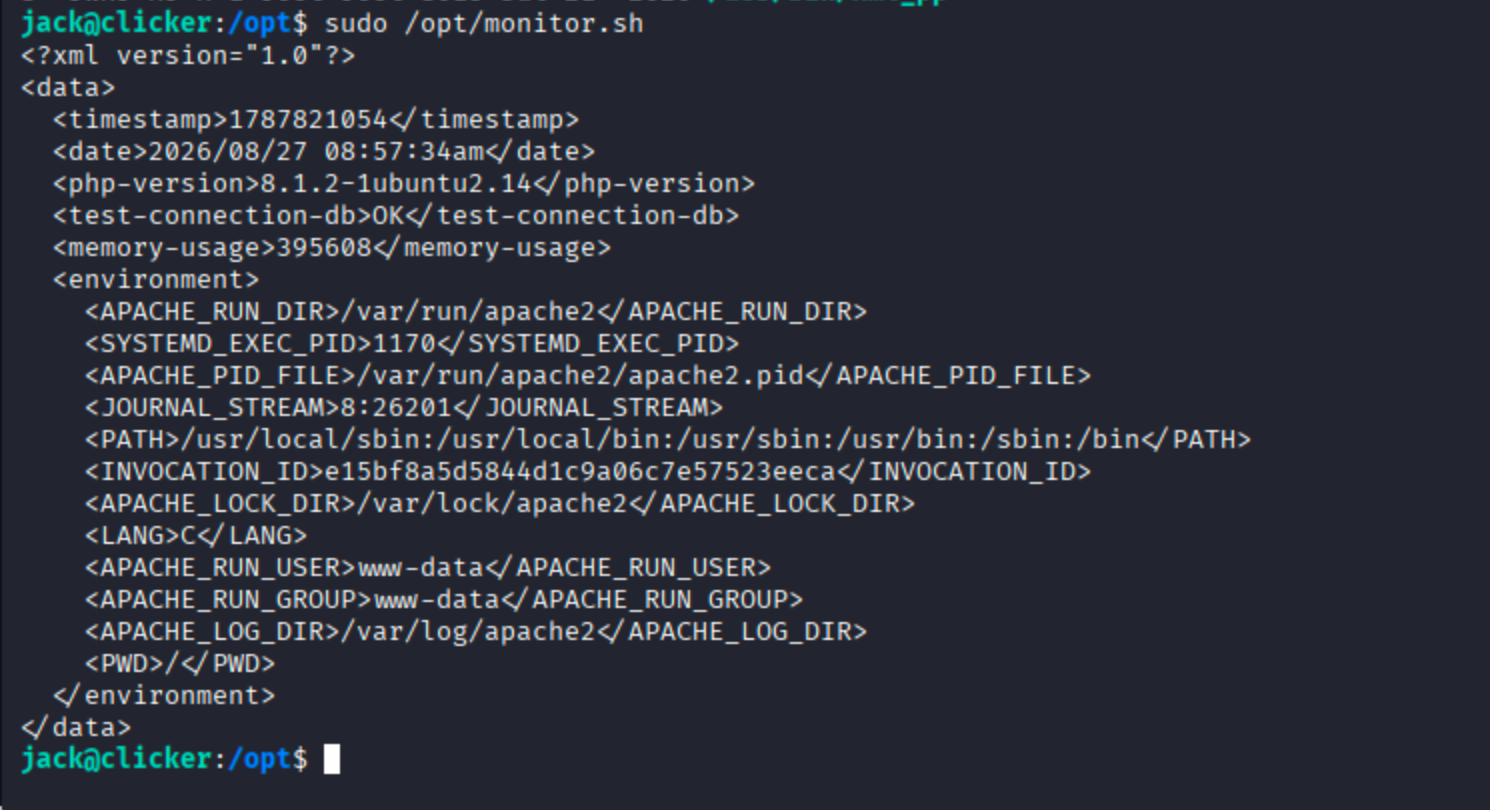 jack@clicker:/opt$ sudo /opt/monitor.sh
<?xml version="1.0"?>
<data>
  <timestamp>1787821054</timestamp>
  <date>2026/08/27 08:57:34am</date>
  <php-version>8.1.2-1ubuntu2.14</php-version>
  <test-connection-db>OK</test-connection-db>
  <memory-usage>395608</memory-usage>
  <environment>
    <APACHE_RUN_DIR>/var/run/apache2</APACHE_RUN_DIR>
    <SYSTEMD_EXEC_PID>1170</SYSTEMD_EXEC_PID>
    <APACHE_PID_FILE>/var/run/apache2/apache2.pid</APACHE_PID_FILE>
    <JOURNAL_STREAM>8:26201</JOURNAL_STREAM>
    <PATH>/usr/local/sbin:/usr/local/bin:/usr/sbin:/usr/bin:/sbin:/bin</PATH>
    <INVOCATION_ID>e15bf8a5d5844d1c9a06c7e57523eeca</INVOCATION_ID>
    <APACHE_LOCK_DIR>/var/lock/apache2</APACHE_LOCK_DIR>
    <LANG>C</LANG>
    <APACHE_RUN_USER>www-data</APACHE_RUN_USER>
    <APACHE_RUN_GROUP>www-data</APACHE_RUN_GROUP>
    <APACHE_LOG_DIR>/var/log/apache2</APACHE_LOG_DIR>
    <PWD>/</PWD>
  </environment>
</data>
jack@clicker:/opt$